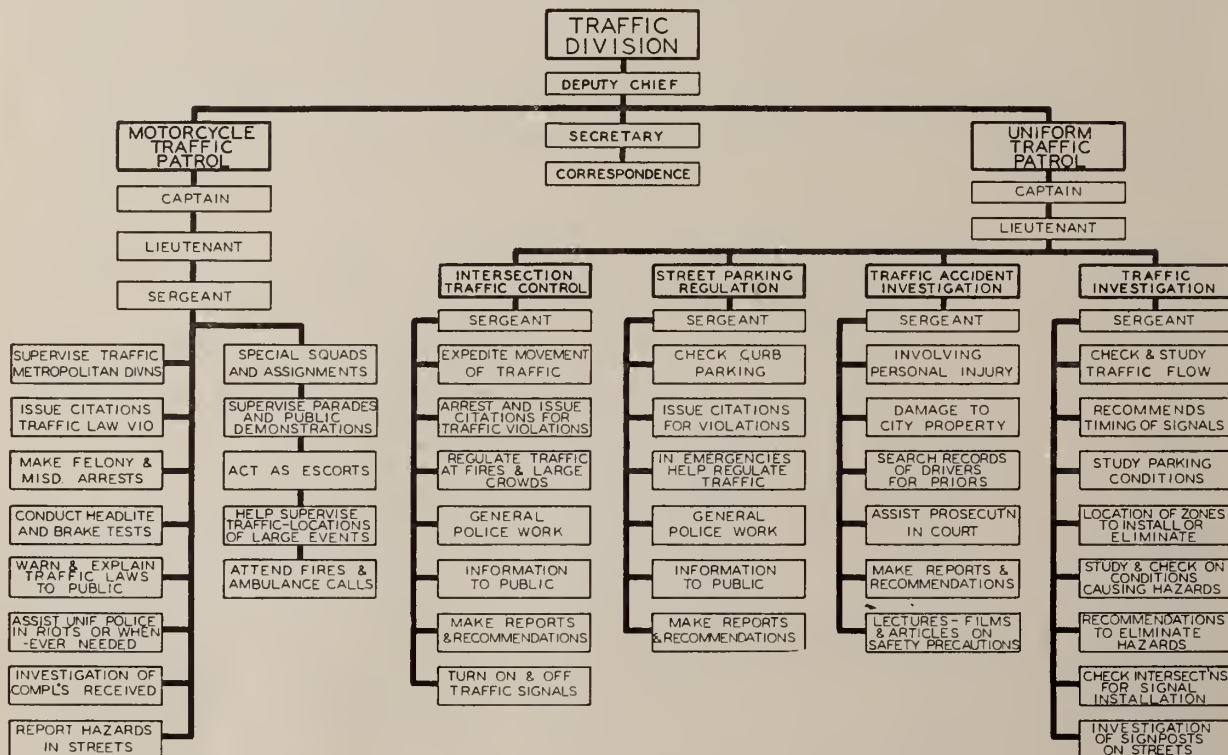 TRAFFIC
DIVISION
DEPUTY CHIEF
SECRETARY
CORRESPONDENCE
MOTORCYCLE
TRAFFIC
PATROL
CAPTAIN
LIEUTENANT
SERGEANT
SUPERVISE TRAFFIC
METROPOLITAN DIVNS
ISSUE CITATIONS
TRAFFIC LAW VIO
MAKE FELONY &
MISD. ARRESTS
CONDUCT HEADLITE
AND BRAKE TESTS
WARN & EXPLAIN
TRAFFIC LAWS
TO PUBLIC
ASSIST UNIF POLICE
IN RIOTS OR WHEN
-EVER NEEDED
INVESTIGATION OF
COMPL'S RECEIVED
REPORT HAZARDS
IN STREETS
SPECIAL SQUADS
AND ASSIGNMENTS
SUPERVISE PARADES
AND PUBLIC
DEMONSTRATIONS
ACT AS ESCORTS
HELP SUPERVISE
TRAFFIC-LOCATIONS
OF LARGE EVENTS
ATTEND FIRES &
AMBULANCE CALLS
UNIFORM
TRAFFIC
PATROL
CAPTAIN
LIEUTENANT
INTERSECTION
TRAFFIC CONTROL
SERGEANT
EXPEDITE MOVEMENT
OF TRAFFIC
ARREST AND ISSUE
CITATIONS FOR
TRAFFIC VIOLATIONS
REGULATE TRAFFIC
AT FIRES & LARGE
CROWDS
GENERAL
POLICE WORK
INFORMATION
TO PUBLIC
MAKE REPORTS
& RECOMMENDATIONS
TURN ON & OFF
TRAFFIC SIGNALS
STREET PARKING
REGULATION
SERGEANT
CHECK CURB
PARKING
ISSUE CITATIONS
FOR VIOLATIONS
IN EMERGENCIES
HELP REGULATE
TRAFFIC
GENERAL
POLICE WORK
INFORMATION
TO PUBLIC
MAKE REPORTS
& RECOMMENDATIONS
TRAFFIC ACCIDENT
INVESTIGATION
SERGEANT
INVOLVING
PERSONAL INJURY
DAMAGE TO
CITY PROPERTY
SEARCH RECORDS
OF DRIVERS
FOR PRIORS
ASSIST PROSECUTN
IN COURT
MAKE REPORTS &
RECOMMENDATIONS
LECTURES - FILMS
& ARTICLES ON
SAFETY PRECAUTIONS
TRAFFIC
INVESTIGATION
SERGEANT
CHECK & STUDY
TRAFFIC FLOW
RECOMMENDS
TIMING OF SIGNALS
STUDY PARKING
CONDITIONS
LOCATION OF ZONES
TO INSTALL OR
ELIMINATE
STUDY & CHECK ON
CONDITIONS
CAUSING HAZARDS
RECOMMENDATIONS
TO ELIMINATE
HAZARDS
CHECK INTERSECT'NS
FOR SIGNAL
INSTALLATION
INVESTIGATION
OF SIGNPOSTS
ON STREETS